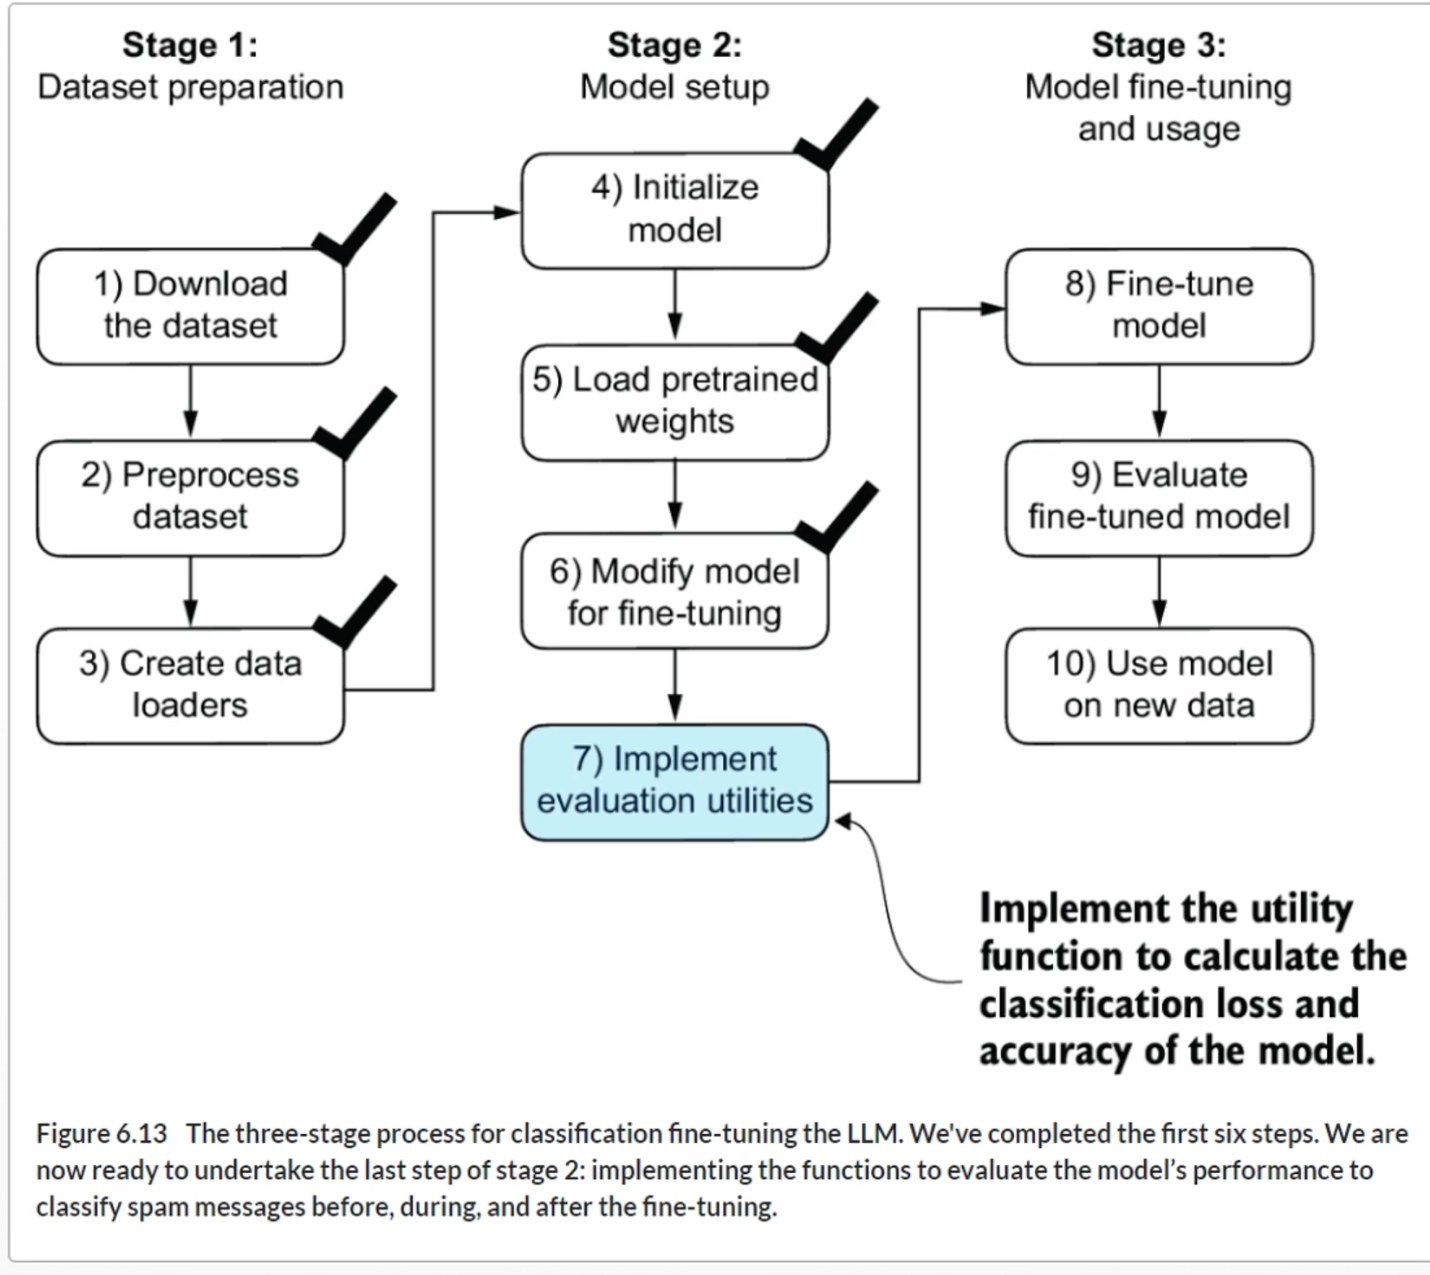 Stage 1:
Dataset preparation
1) Download
the dataset
2) Preprocess
dataset
3) Create data
loaders
Stage 2:
Model setup
4) Initialize
model
5) Load pretrained
weights
6) Modify model
for fine-tuning
7) Implement
evaluation utilities
Stage 3:
Model fine-tuning
and usage
8) Fine-tune
model
9) Evaluate
fine-tuned model
10) Use model
on new data
Implement the utility
function to calculate the
classification loss and
accuracy of the model.
Figure 6.13 The three-stage process for classification fine-tuning the LLM. We've completed the first six steps. We are
now ready to undertake the last step of stage 2: implementing the functions to evaluate the model’s performance to
classify spam messages before, during, and after the fine-tuning.